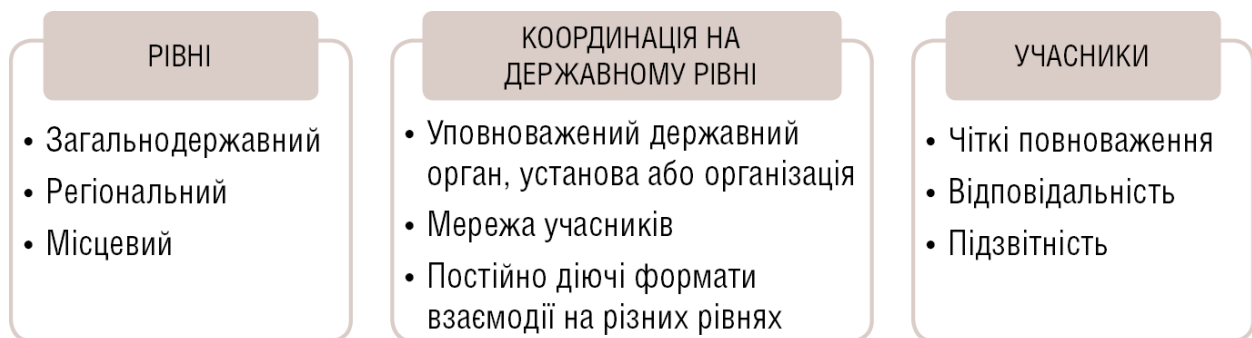 РІВНІ
• Загальнодержавний
• Регіональний
• Місцевий
КООРДИНАЦІЯ НА
ДЕРЖАВНОМУ РІВНІ
• Уповноважений державний
орган, установа або організація
• Мережа учасників
• Постійно діючі формати
взаємодії на різних рівнях
УЧАСНИКИ
• Чіткі повноваження
• Відповідальність
• Підзвітність